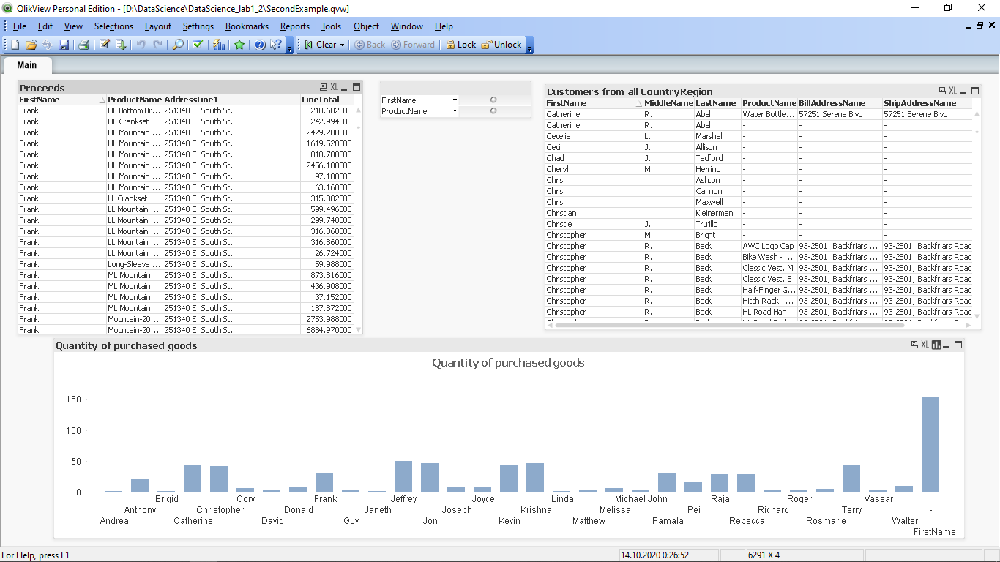 QlikView Personal Edition - [D:\DataScience\DataScience_lab1_2\SecondExample.qvw]
File Edit View Selections Layout Settings Bookmarks Reports Tools Object Window Help
Clear Back Forward Lock Unlock
Main
Proceeds XL
FirstName ProductName AddressLine1 LineTotal
Frank HL Bottom Br... 251340 E. South St. 218.682000
Frank HL Crankset 251340 E. South St. 242.994000
Frank HL Mountain ... 251340 E. South St. 2429.280000
Frank HL Mountain ... 251340 E. South St. 1619.520000
Frank HL Mountain ... 251340 E. South St. 818.700000
Frank HL Mountain ... 251340 E. South St. 2456.100000
Frank HL Mountain ... 251340 E. South St. 97.188000
Frank HL Mountain ... 251340 E. South St. 63.168000
Frank LL Crankset 251340 E. South St. 315.882000
Frank LL Mountain ... 251340 E. South St. 599.496000
Frank LL Mountain ... 251340 E. South St. 299.748000
Frank LL Mountain ... 251340 E. South St. 316.860000
Frank LL Mountain ... 251340 E. South St. 316.860000
Frank LL Mountain ... 251340 E. South St. 26.724000
Frank Long-Sleeve ... 251340 E. South St. 59.988000
Frank ML Mountain ... 251340 E. South St. 873.816000
Frank ML Mountain ... 251340 E. South St. 436.908000
Frank ML Mountain ... 251340 E. South St. 37.152000
Frank ML Mountain ... 251340 E. South St. 187.872000
Frank Mountain-20... 251340 E. South St. 2753.988000
Frank Mountain-20... 251340 E. South St. 6884.970000
FirstName
ProductName
Customers from all CountryRegion XL
FirstName MiddleName LastName ProductName BillAddressName ShipAddressName
Catherine R. Abel Water Bottle... 57251 Serene Blvd 57251 Serene Blvd
Catherine R. Abel - - -
Cecelia L. Marshall - - -
Cecil J. Allison - - -
Chad J. Tedford - - -
Cheryl M. Herring - - -
Chris Ashton - - -
Chris Cannon - - -
Chris Maxwell - - -
Christian Kleinerman - - -
Christie J. Trujillo - - -
Christopher M. Bright - - -
Christopher R. Beck AWC Logo Cap 93-2501, Blackfriars ... 93-2501, Blackfriars Road
Christopher R. Beck Bike Wash - ... 93-2501, Blackfriars ... 93-2501, Blackfriars Road
Christopher R. Beck Classic Vest, M 93-2501, Blackfriars ... 93-2501, Blackfriars Road
Christopher R. Beck Classic Vest, S 93-2501, Blackfriars ... 93-2501, Blackfriars Road
Christopher R. Beck Half-Finger G... 93-2501, Blackfriars ... 93-2501, Blackfriars Road
Christopher R. Beck Hitch Rack - ... 93-2501, Blackfriars ... 93-2501, Blackfriars Road
Christopher R. Beck HL Road Han... 93-2501, Blackfriars ... 93-2501, Blackfriars Road
Quantity of purchased goods XL
Quantity of purchased goods
150
100
50
0
Brigid Cory Frank Jeffrey Joyce Linda Michael John Raja Roger Vassar
Anthony Christopher Donald Janeth Joseph Krishna Melissa Pei Richard Terry -
Andrea Catherine David Guy Jon Kevin Matthew Pamala Rebecca Rosmarie Walter
FirstName
For Help, press F1 14.10.2020 0:26:52 6291 X 4